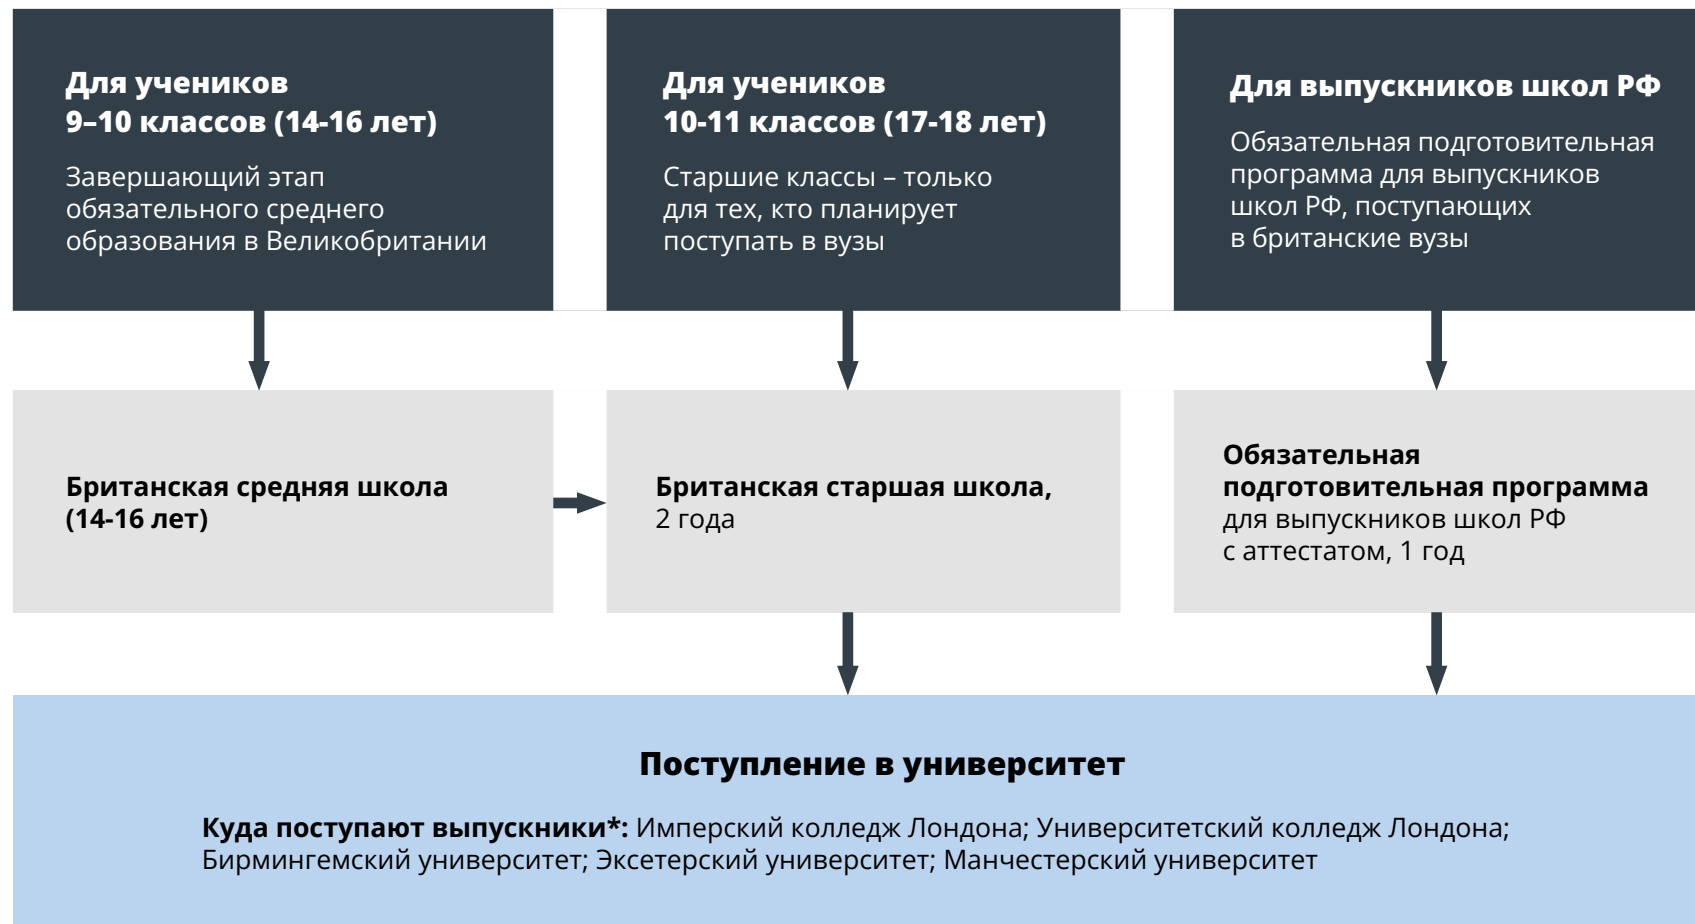 Для учеников
9–10 классов (14-16 лет)
Завершающий этап
обязательного среднего
образования в Великобритании
Для учеников
10-11 классов (17-18 лет)
Старшие классы – только
для тех, кто планирует
поступать в вузы
Для выпускников школ РФ
Обязательная подготовительная
программа для выпускников
школ РФ, поступающих
в британские вузы
Британская средняя школа
(14-16 лет)
Британская старшая школа,
2 года
Обязательная
подготовительная программа
для выпускников школ РФ
с аттестатом, 1 год
Поступление в университет
Куда поступают выпускники*: Имперский колледж Лондона; Университетский колледж Лондона;
Бирмингемский университет; Эксетерский университет; Манчестерский университет